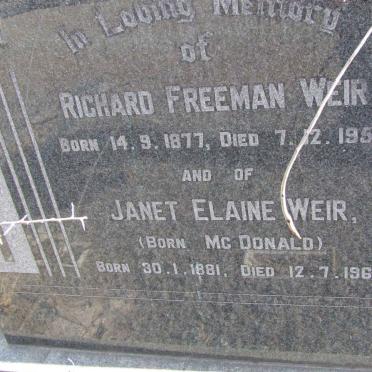 In Loving Memory
of
RICHARD FREEMAN WEIR
BORN 14.9.1877, DIED 7.12.195
AND OF
JANET ELAINE WEIR,
(BORN MC DONALD)
BORN 30.1.1881, DIED 12.7.196